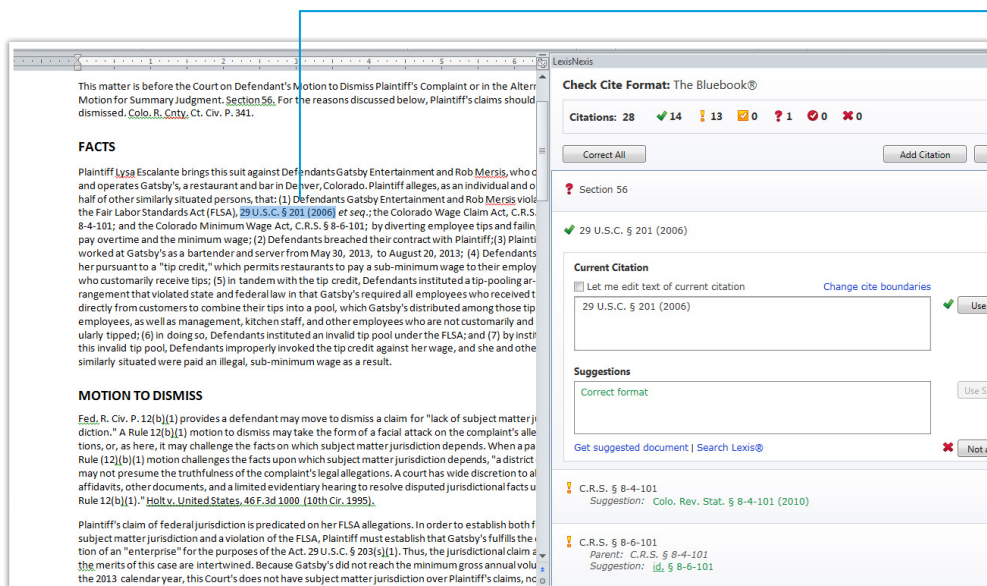 LexisNexis
1 2 3 4 5 6
This matter is before the Court on Defendant's Motion to Dismiss Plaintiff's Complaint or in the Altern
Motion for Summary Judgment. Section 56. For the reasons discussed below, Plaintiff's claims should
dismissed. Colo. R. Cnty. Ct. Civ. P. 341.
FACTS
Plaintiff Lysa Escalante brings this suit against Defendants Gatsby Entertainment and Rob Mersis, who o
and operates Gatsby's, a restaurant and bar in Denver, Colorado. Plaintiff alleges, as an individual and o
half of other similarly situated persons, that: (1) Defendants Gatsby Entertainment and Rob Mersis viola
the Fair Labor Standards Act (FLSA), 29 U.S.C. § 201 (2006) et seq.; the Colorado Wage Claim Act, C.R.S.
8-4-101; and the Colorado Minimum Wage Act, C.R.S. § 8-6-101; by diverting employee tips and failin
pay overtime and the minimum wage; (2) Defendants breached their contract with Plaintiff;(3) Plainti
worked at Gatsby's as a bartender and server from May 30, 2013, to August 20, 2013; (4) Defendants
her pursuant to a "tip credit," which permits restaurants to pay a sub-minimum wage to their employ
who customarily receive tips; (5) in tandem with the tip credit, Defendants instituted a tip-pooling ar-
rangement that violated state and federal law in that Gatsby's required all employees who received t
directly from customers to combine their tips into a pool, which Gatsby's distributed among those tip
employees, as well as management, kitchen staff, and other employees who are not customarily and
ularly tipped; (6) in doing so, Defendants instituted an invalid tip pool under the FLSA; and (7) by instit
this invalid tip pool, Defendants improperly invoked the tip credit against her wage, and she and othe
similarly situated were paid an illegal, sub-minimum wage as a result.
MOTION TO DISMISS
Fed. R. Civ. P. 12(b)(1) provides a defendant may move to dismiss a claim for "lack of subject matter j
diction." A Rule 12(b)(1) motion to dismiss may take the form of a facial attack on the complaint's alle
tions, or, as here, it may challenge the facts on which subject matter jurisdiction depends. When a pa
Rule (12)(b)(1) motion challenges the facts upon which subject matter jurisdiction depends, "a district
may not presume the truthfulness of the complaint's legal allegations. A court has wide discretion to al
affidavits, other documents, and a limited evidentiary hearing to resolve disputed jurisdictional facts u
Rule 12(b)(1)." Holt v. United States, 46 F.3d 1000 (10th Cir. 1995).
Plaintiff's claim of federal jurisdiction is predicated on her FLSA allegations. In order to establish both f
subject matter jurisdiction and a violation of the FLSA, Plaintiff must establish that Gatsby's fulfills the
tion of an "enterprise" for the purposes of the Act. 29 U.S.C. § 203(s)(1). Thus, the jurisdictional claim a
the merits of this case are intertwined. Because Gatsby's did not reach the minimum gross annual volu
the 2013 calendar year, this Court's does not have subject matter jurisdiction over Plaintiff's claims, no
Check Cite Format: The Bluebook®
Citations: 28 14 13 0 1 0 0
Correct All Add Citation
Section 56
29 U.S.C. § 201 (2006)
Current Citation
Let me edit text of current citation Change cite boundaries
29 U.S.C. § 201 (2006)
Use
Suggestions
Correct format
Use S
Get suggested document | Search Lexis®
Not a
C.R.S. § 8-4-101
Suggestion: Colo. Rev. Stat. § 8-4-101 (2010)
C.R.S. § 8-6-101
Parent: C.R.S. § 8-4-101
Suggestion: id. § 8-6-101